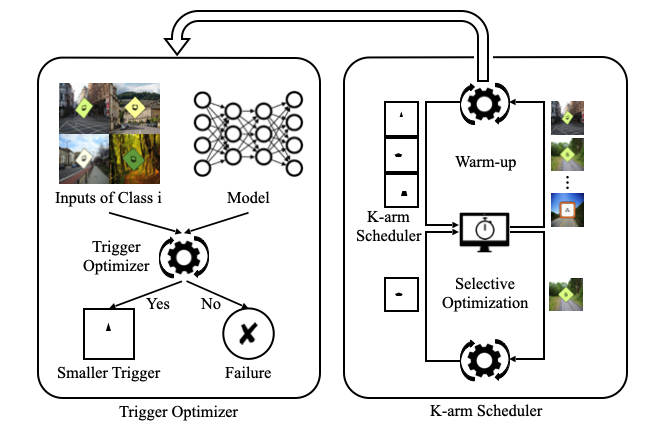 Inputs of Class i
Model
Trigger
Optimizer
Yes
No
Smaller Trigger
Failure
Trigger Optimizer
Warm-up
K-arm
Scheduler
Selective
Optimization
K-arm Scheduler